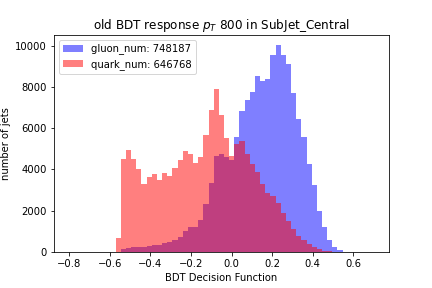 old BDT response $p_T$ 800 in SubJet_Central
gluon_num: 748187
quark_num: 646768
number of jets
10000
8000
6000
4000
2000
0
−0.8 −0.6 −0.4 −0.2 0.0 0.2 0.4 0.6
BDT Decision Function